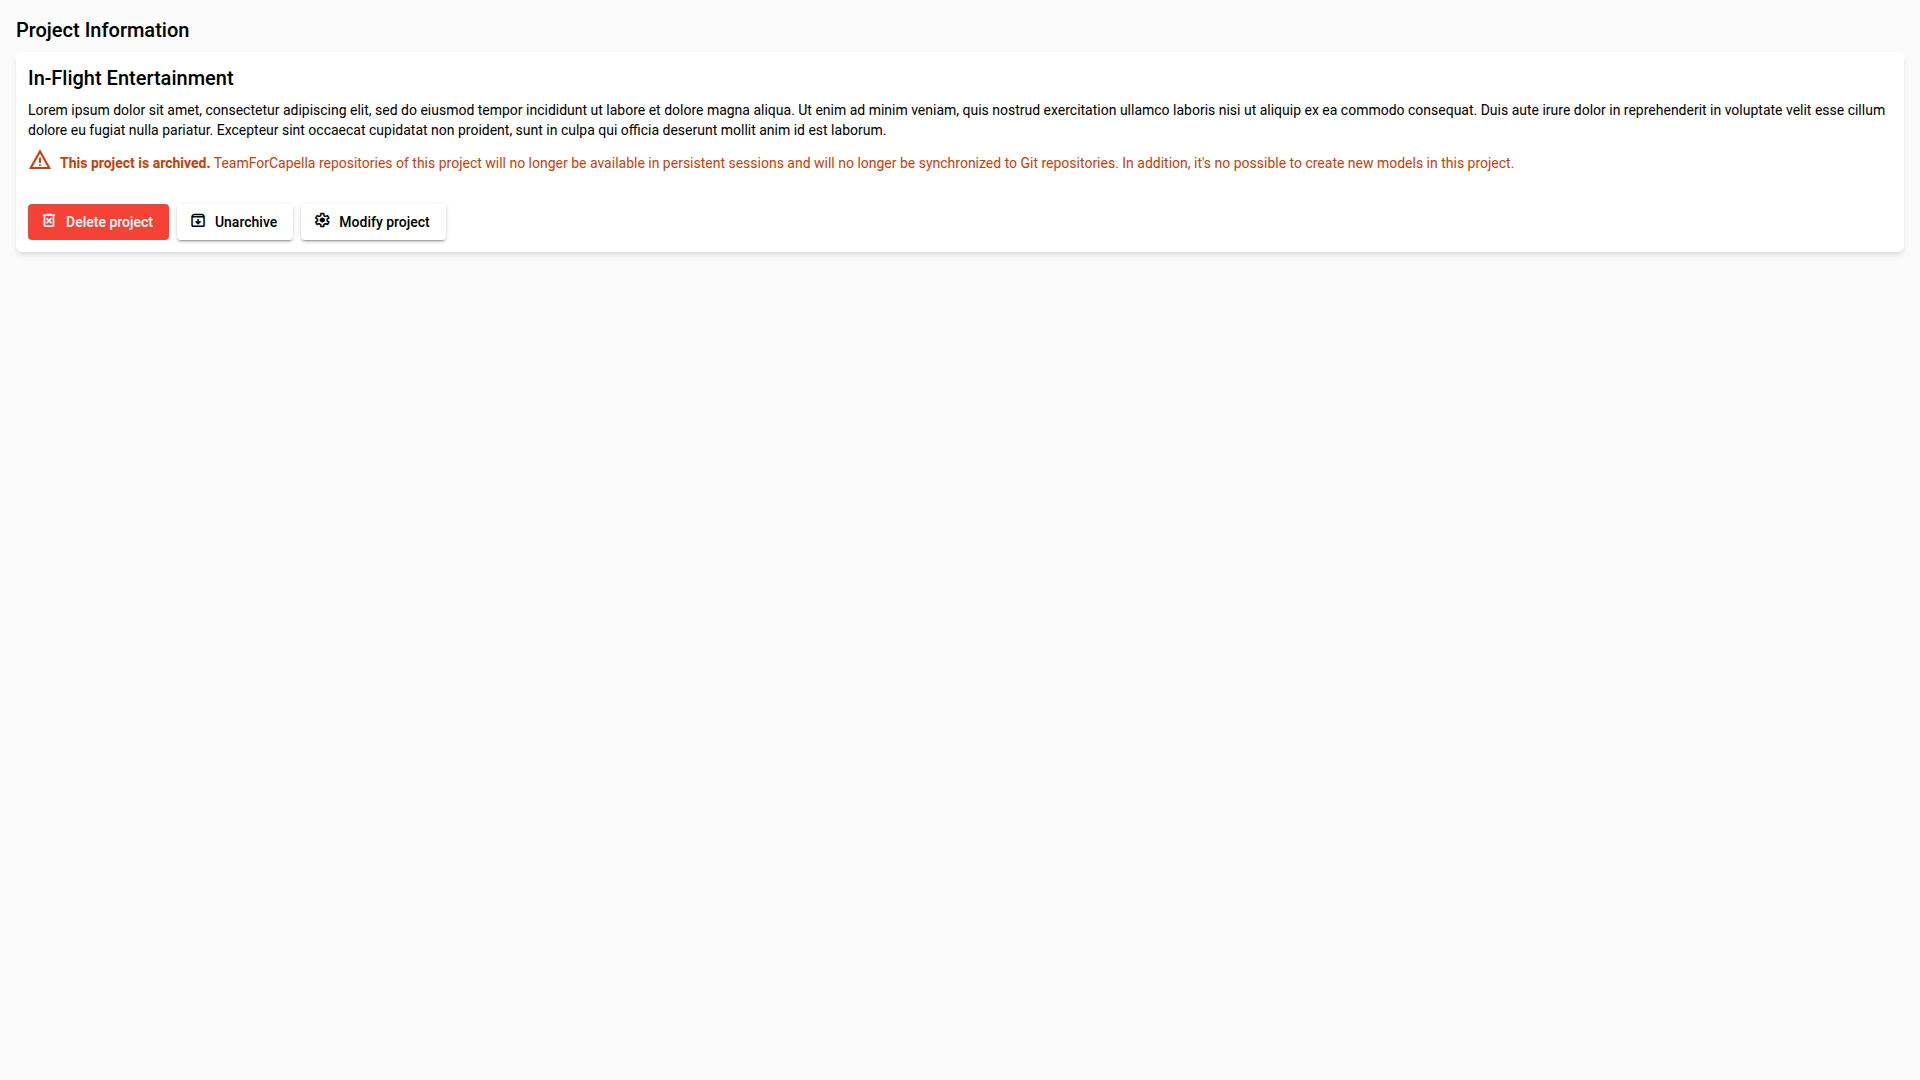 Project Information
In-Flight Entertainment
Lorem ipsum dolor sit amet, consectetur adipiscing elit, sed do eiusmod tempor incididunt ut labore et dolore magna aliqua. Ut enim ad minim veniam, quis nostrud exercitation ullamco laboris nisi ut aliquip ex ea commodo consequat. Duis aute irure dolor in reprehenderit in voluptate velit esse cillum
dolore eu fugiat nulla pariatur. Excepteur sint occaecat cupidatat non proident, sunt in culpa qui officia deserunt mollit anim id est laborum.
This project is archived. TeamForCapella repositories of this project will no longer be available in persistent sessions and will no longer be synchronized to Git repositories. In addition, it's no possible to create new models in this project.
Delete project Unarchive Modify project